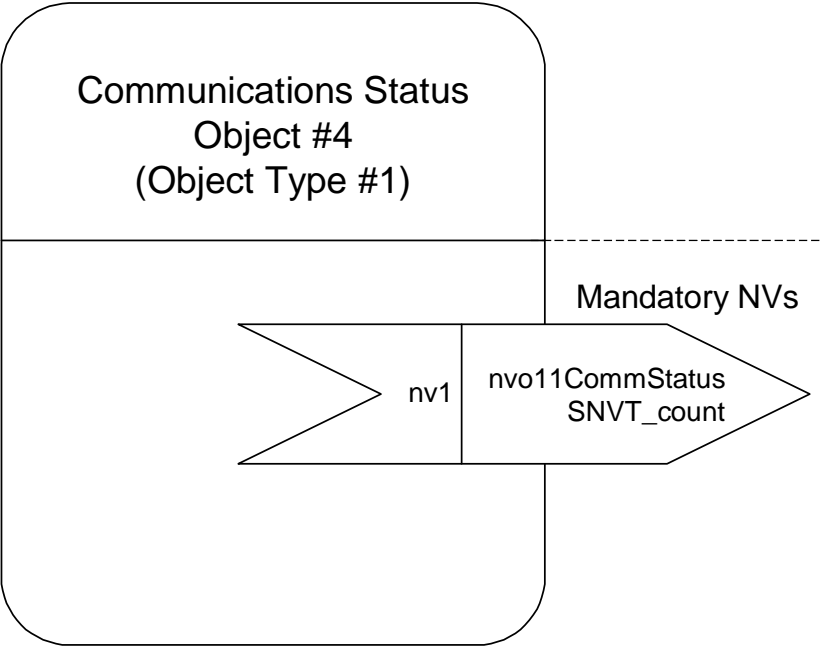 Communications Status
Object #4
(Object Type #1)
Mandatory NVs
nv1
nvo11CommStatus
SNVT_count